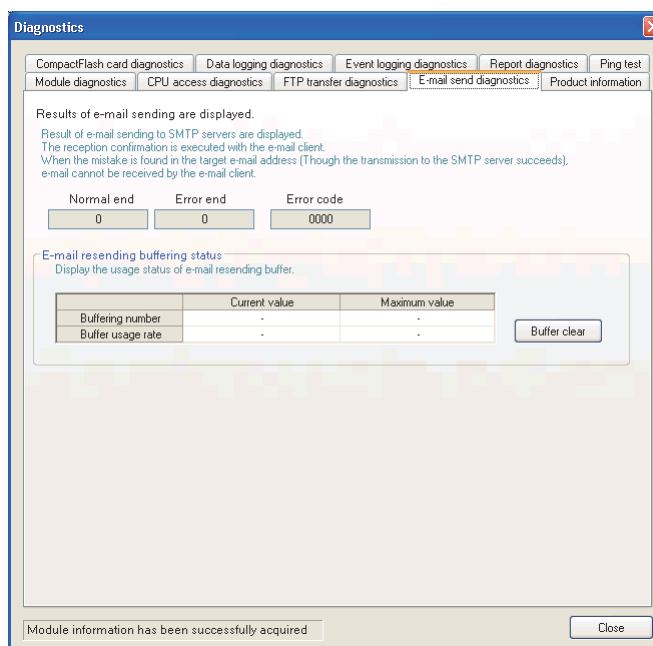 Diagnostics
CompactFlash card diagnostics Data logging diagnostics Event logging diagnostics Report diagnostics Ping test
Module diagnostics CPU access diagnostics FTP transfer diagnostics E-mail send diagnostics Product information
Results of e-mail sending are displayed.
Result of e-mail sending to SMTP servers are displayed.
The reception confirmation is executed with the e-mail client.
When the mistake is found in the target e-mail address (Though the transmission to the SMTP server succeeds),
e-mail cannot be received by the e-mail client.
Normal end Error end Error code
0 0 0000
E-mail resending buffering status
Display the usage status of e-mail resending buffer.
Current value Maximum value
Buffering number - -
Buffer usage rate - -
Buffer clear
Module information has been successfully acquired
Close